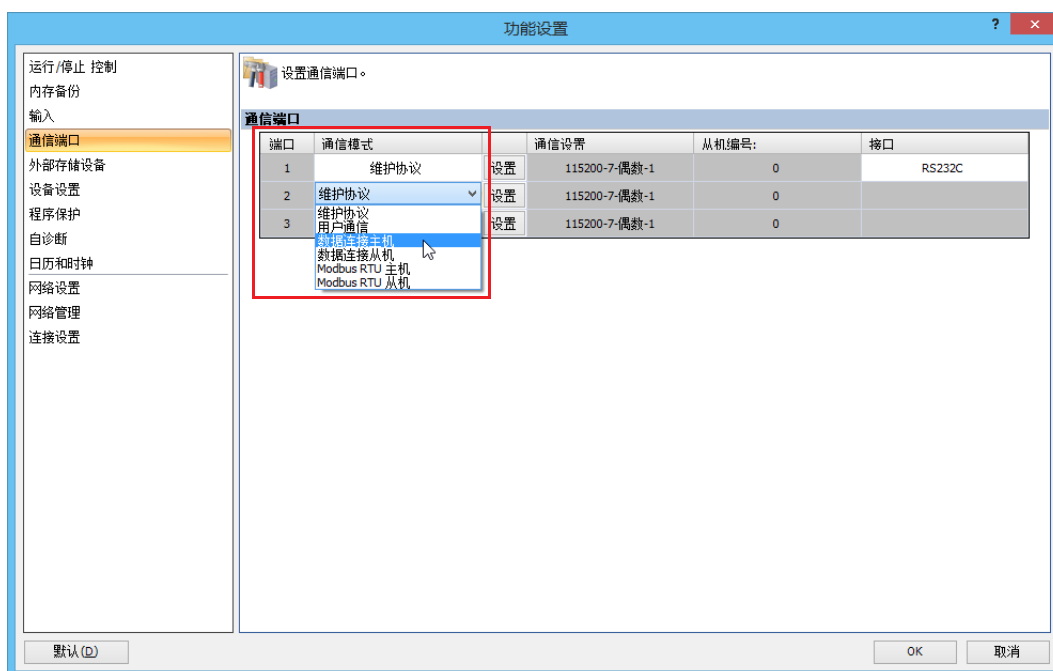 功能设置
? ×
运行/停止 控制
内存备份
输入
通信端口
外部存储设备
设备设置
程序保护
自诊断
日历和时钟
网络设置
网络管理
连接设置
设置通信端口。
通信端口
端口 通信模式 通信设置 从机编号: 接口
1 维护协议 设置 115200-7-偶数-1 0 RS232C
2 维护协议 设置 115200-7-偶数-1 0
3 设置 115200-7-偶数-1 0
维护协议
用户通信
数据连接主机
数据连接从机
Modbus RTU 主机
Modbus RTU 从机
默认(D) OK 取消